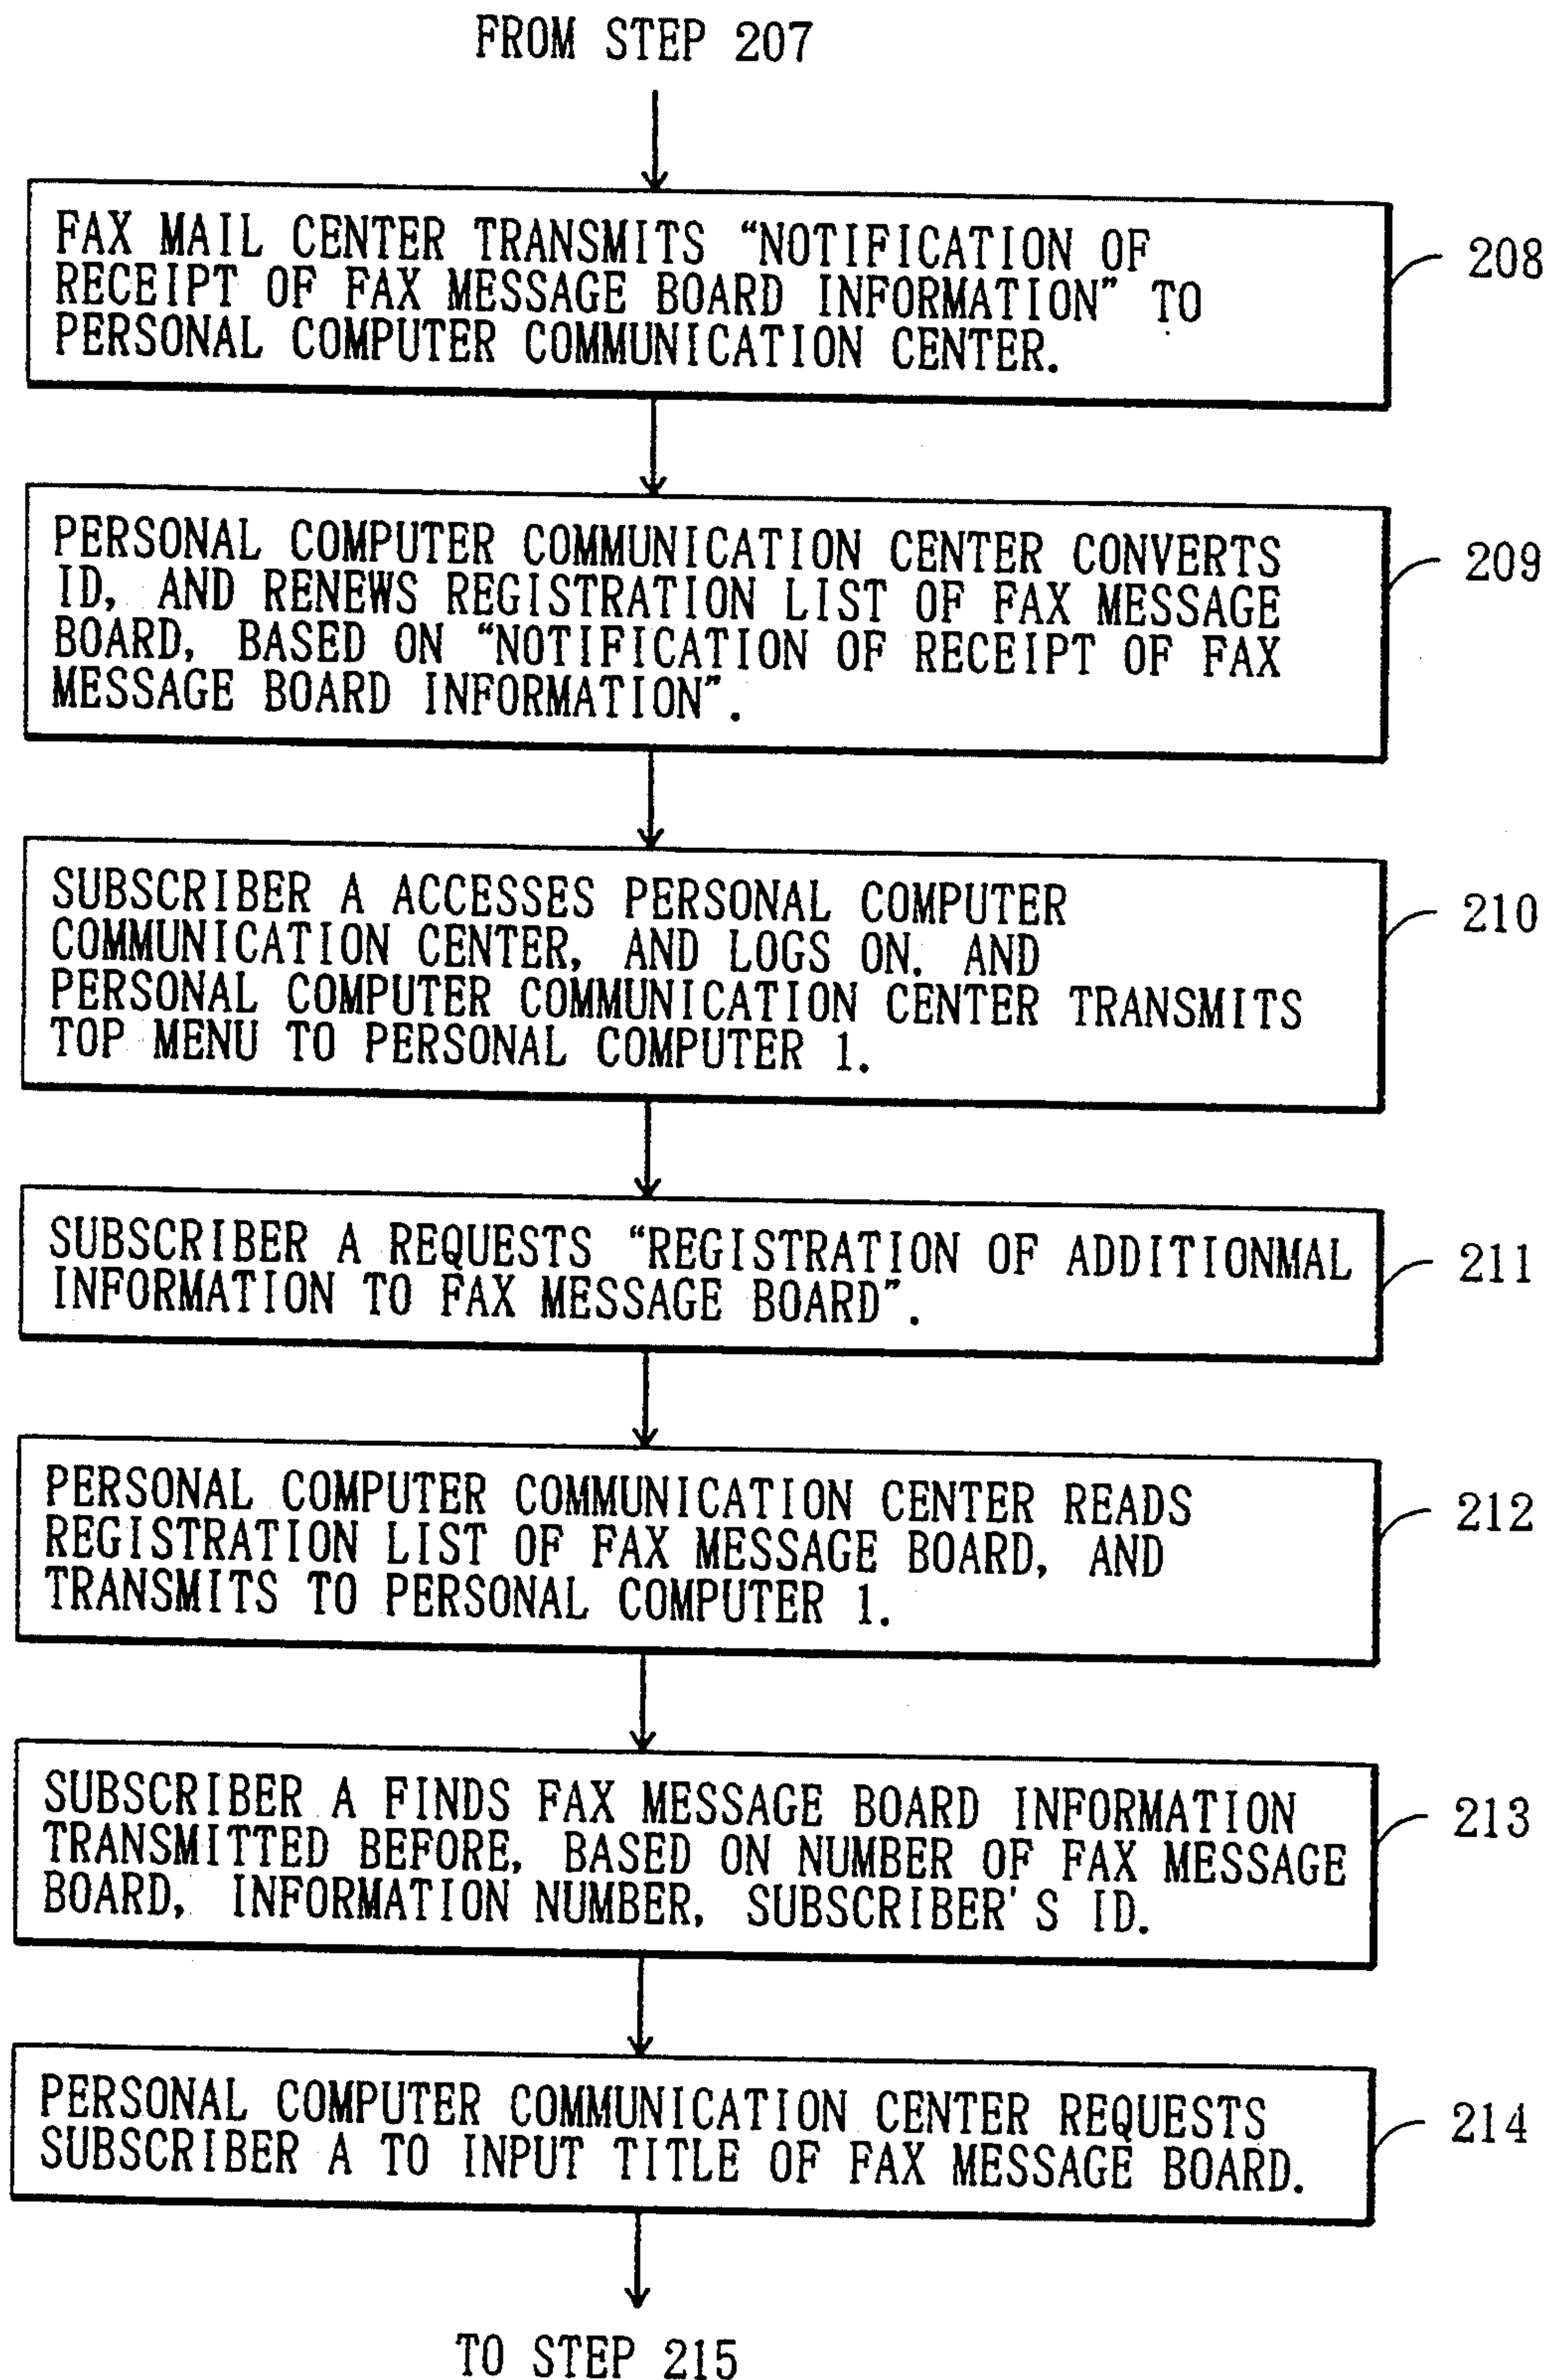 FROM STEP 207
FAX MAIL CENTER TRANSMITS “NOTIFICATION OF
RECEIPT OF FAX MESSAGE BOARD INFORMATION” TO
PERSONAL COMPUTER COMMUNICATION CENTER.
208
PERSONAL COMPUTER COMMUNICATION CENTER CONVERTS
ID, AND RENEWS REGISTRATION LIST OF FAX MESSAGE
BOARD, BASED ON “NOTIFICATION OF RECEIPT OF FAX
MESSAGE BOARD INFORMATION”.
209
SUBSCRIBER A ACCESSES PERSONAL COMPUTER
COMMUNICATION CENTER, AND LOGS ON. AND
PERSONAL COMPUTER COMMUNICATION CENTER TRANSMITS
TOP MENU TO PERSONAL COMPUTER 1.
210
SUBSCRIBER A REQUESTS “REGISTRATION OF ADDITIONMAL
INFORMATION TO FAX MESSAGE BOARD”.
211
PERSONAL COMPUTER COMMUNICATION CENTER READS
REGISTRATION LIST OF FAX MESSAGE BOARD, AND
TRANSMITS TO PERSONAL COMPUTER 1.
212
SUBSCRIBER A FINDS FAX MESSAGE BOARD INFORMATION
TRANSMITTED BEFORE, BASED ON NUMBER OF FAX MESSAGE
BOARD, INFORMATION NUMBER, SUBSCRIBER'S ID.
213
PERSONAL COMPUTER COMMUNICATION CENTER REQUESTS
SUBSCRIBER A TO INPUT TITLE OF FAX MESSAGE BOARD.
214
TO STEP 215